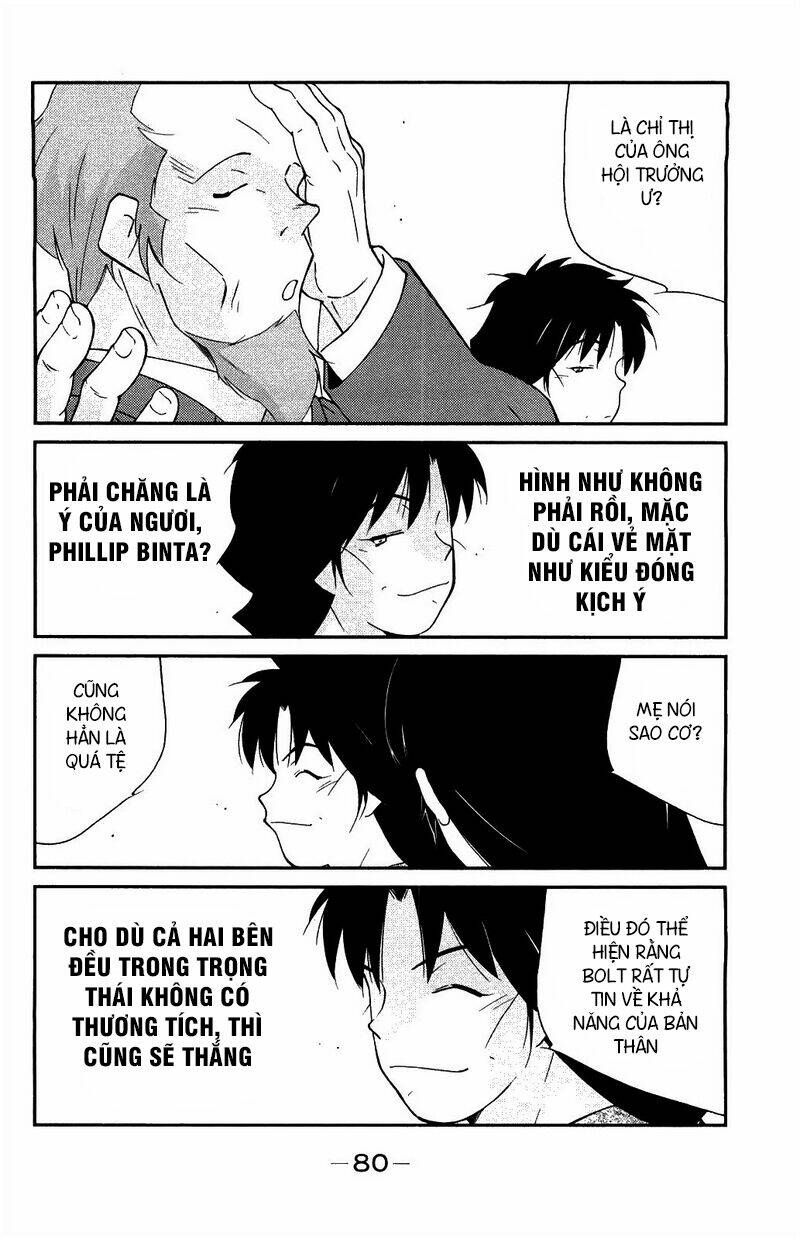 LÀ CHỈ THỊ
CỦA ÔNG
HỘI TRƯỞNG
Ư?
HÌNH NHƯ KHÔNG
PHẢI RỒI, MẶC
DÙ CÁI VẺ MẶT
NHƯ KIỂU ĐÓNG
KỊCH Ý
PHẢI CHĂNG LÀ
Ý CỦA NGƯƠI,
PHILLIP BINTA?
MẸ NÓI
SAO CƠ?
CŨNG
KHÔNG
HẲN LÀ
QUÁ TỆ
ĐIỀU ĐÓ THỂ
HIỆN RẰNG
BOLT RẤT TỰ
TIN VỀ KHẢ
NĂNG CỦA BẢN
THÂN
CHO DÙ CẢ HAI BÊN
ĐỀU TRONG TRỌNG
THÁI KHÔNG CÓ
THƯƠNG TÍCH, THÌ
CŨNG SẼ THẮNG
—80—